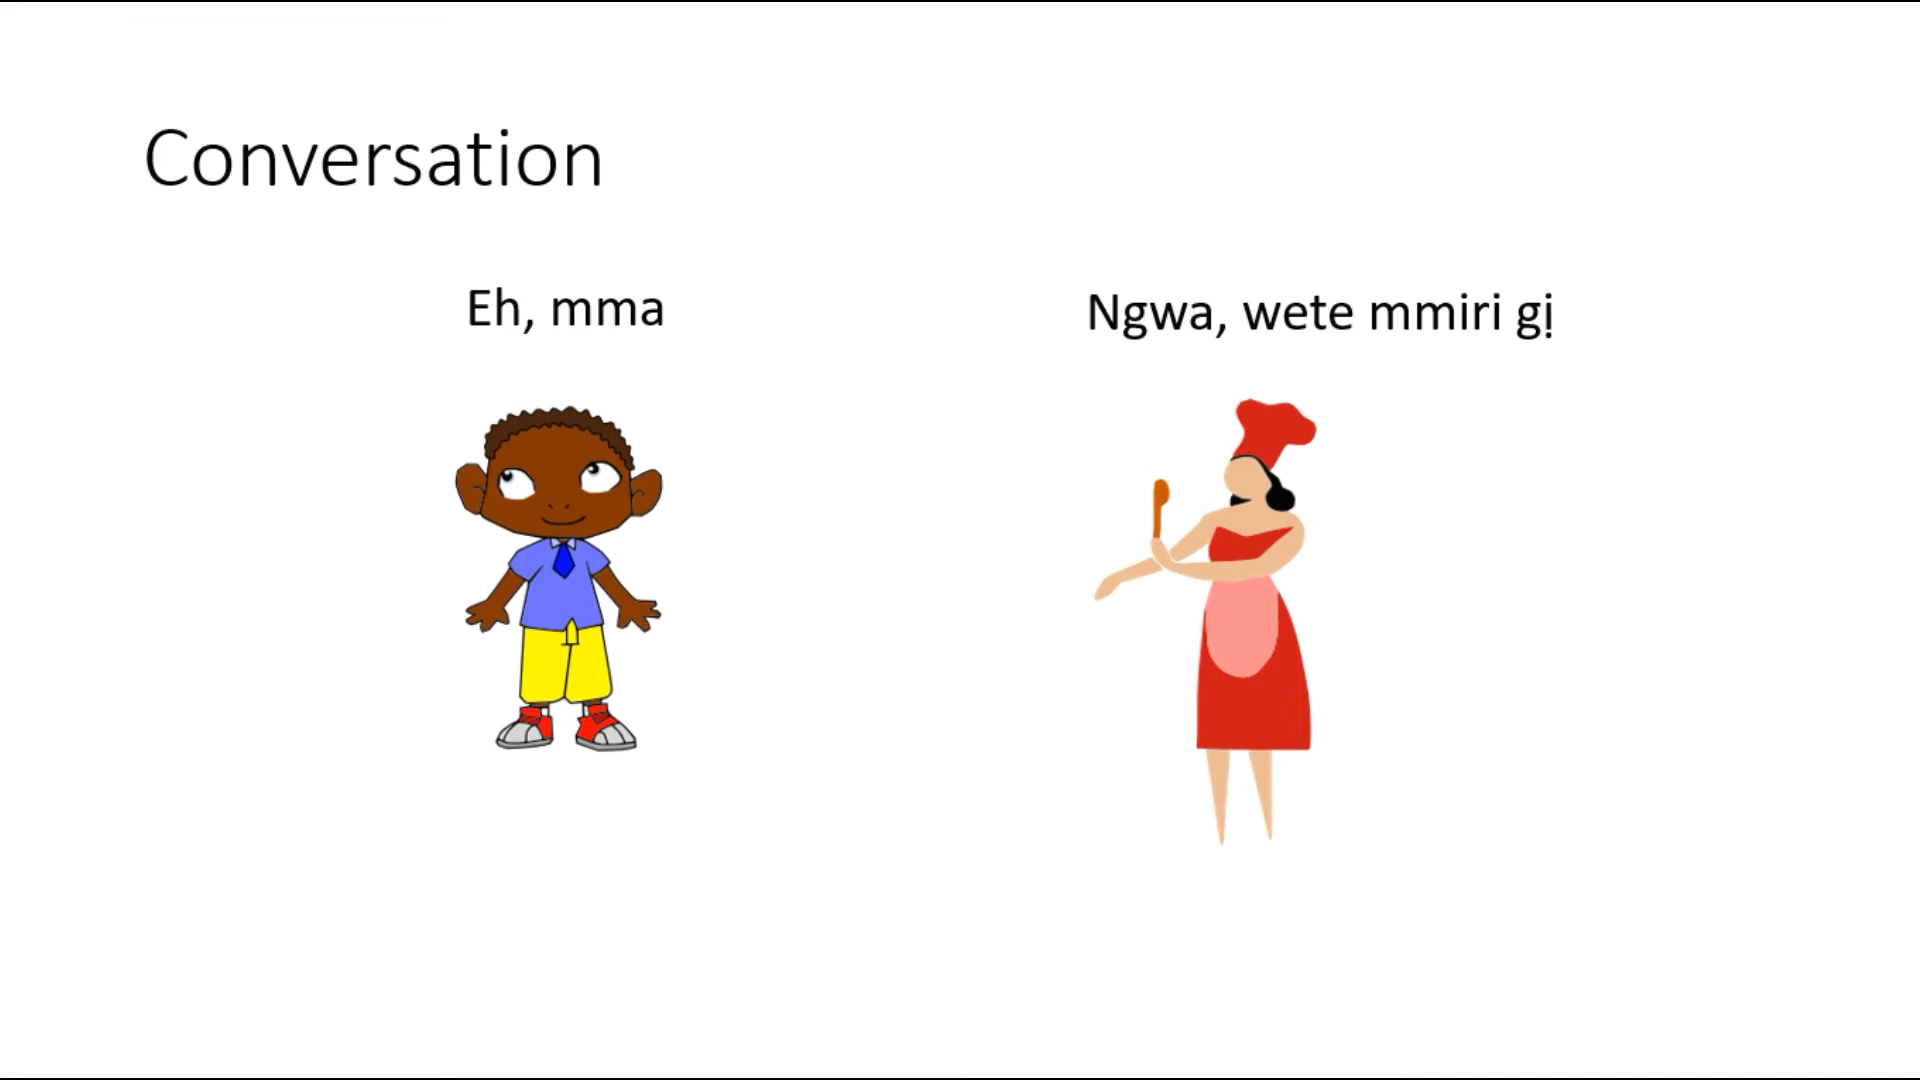 Conversation
Eh, mma
Ngwa, wete mmiri gị